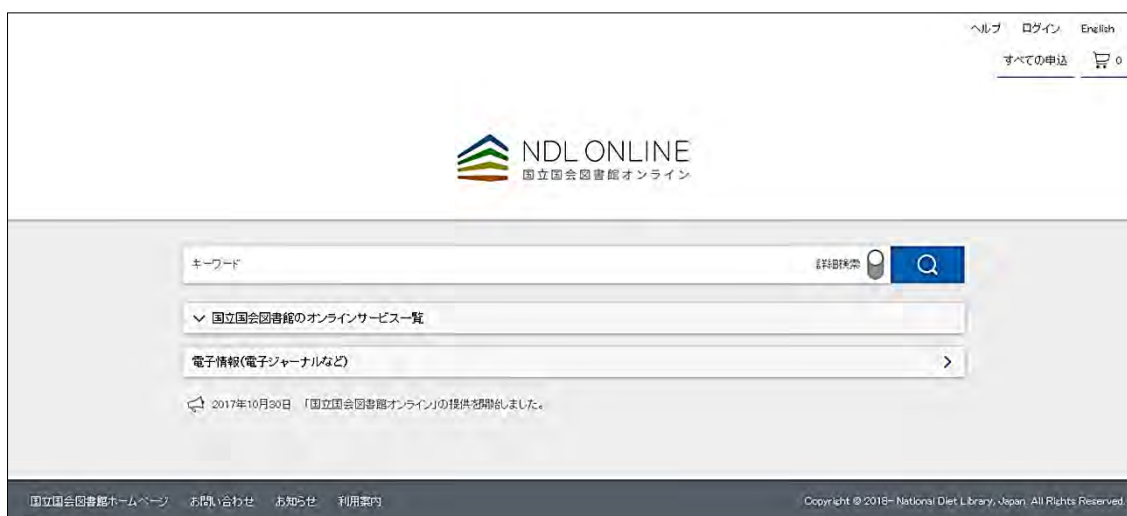 ヘルプ ログイン English
すべての申込 0
NDL ONLINE
国立国会図書館オンライン
キーワード 詳細検索
国立国会図書館のオンラインサービス一覧
電子情報(電子ジャーナルなど)
2017年10月30日 「国立国会図書館オンライン」の提供を開始しました。
国立国会図書館ホームページ お問い合わせ お知らせ 利用案内 Copyright © 2018- National Diet Library, Japan. All Rights Reserved.